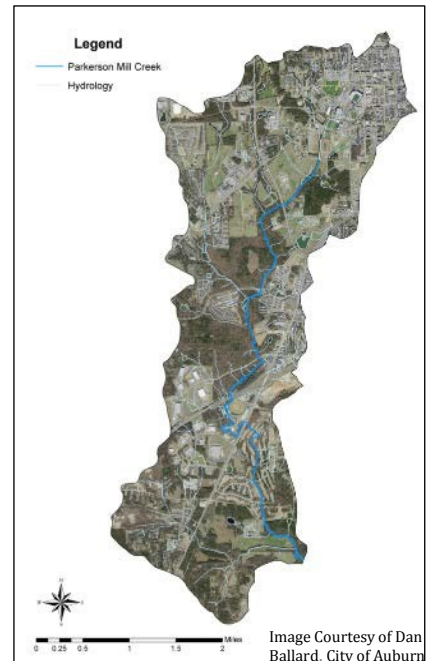 Legend
Parkerson Mill Creek
Hydrology
N
W
E
S
0 0.25 0.5 1 1.5 2 Miles
Image Courtesy of Dan
Ballard, City of Auburn